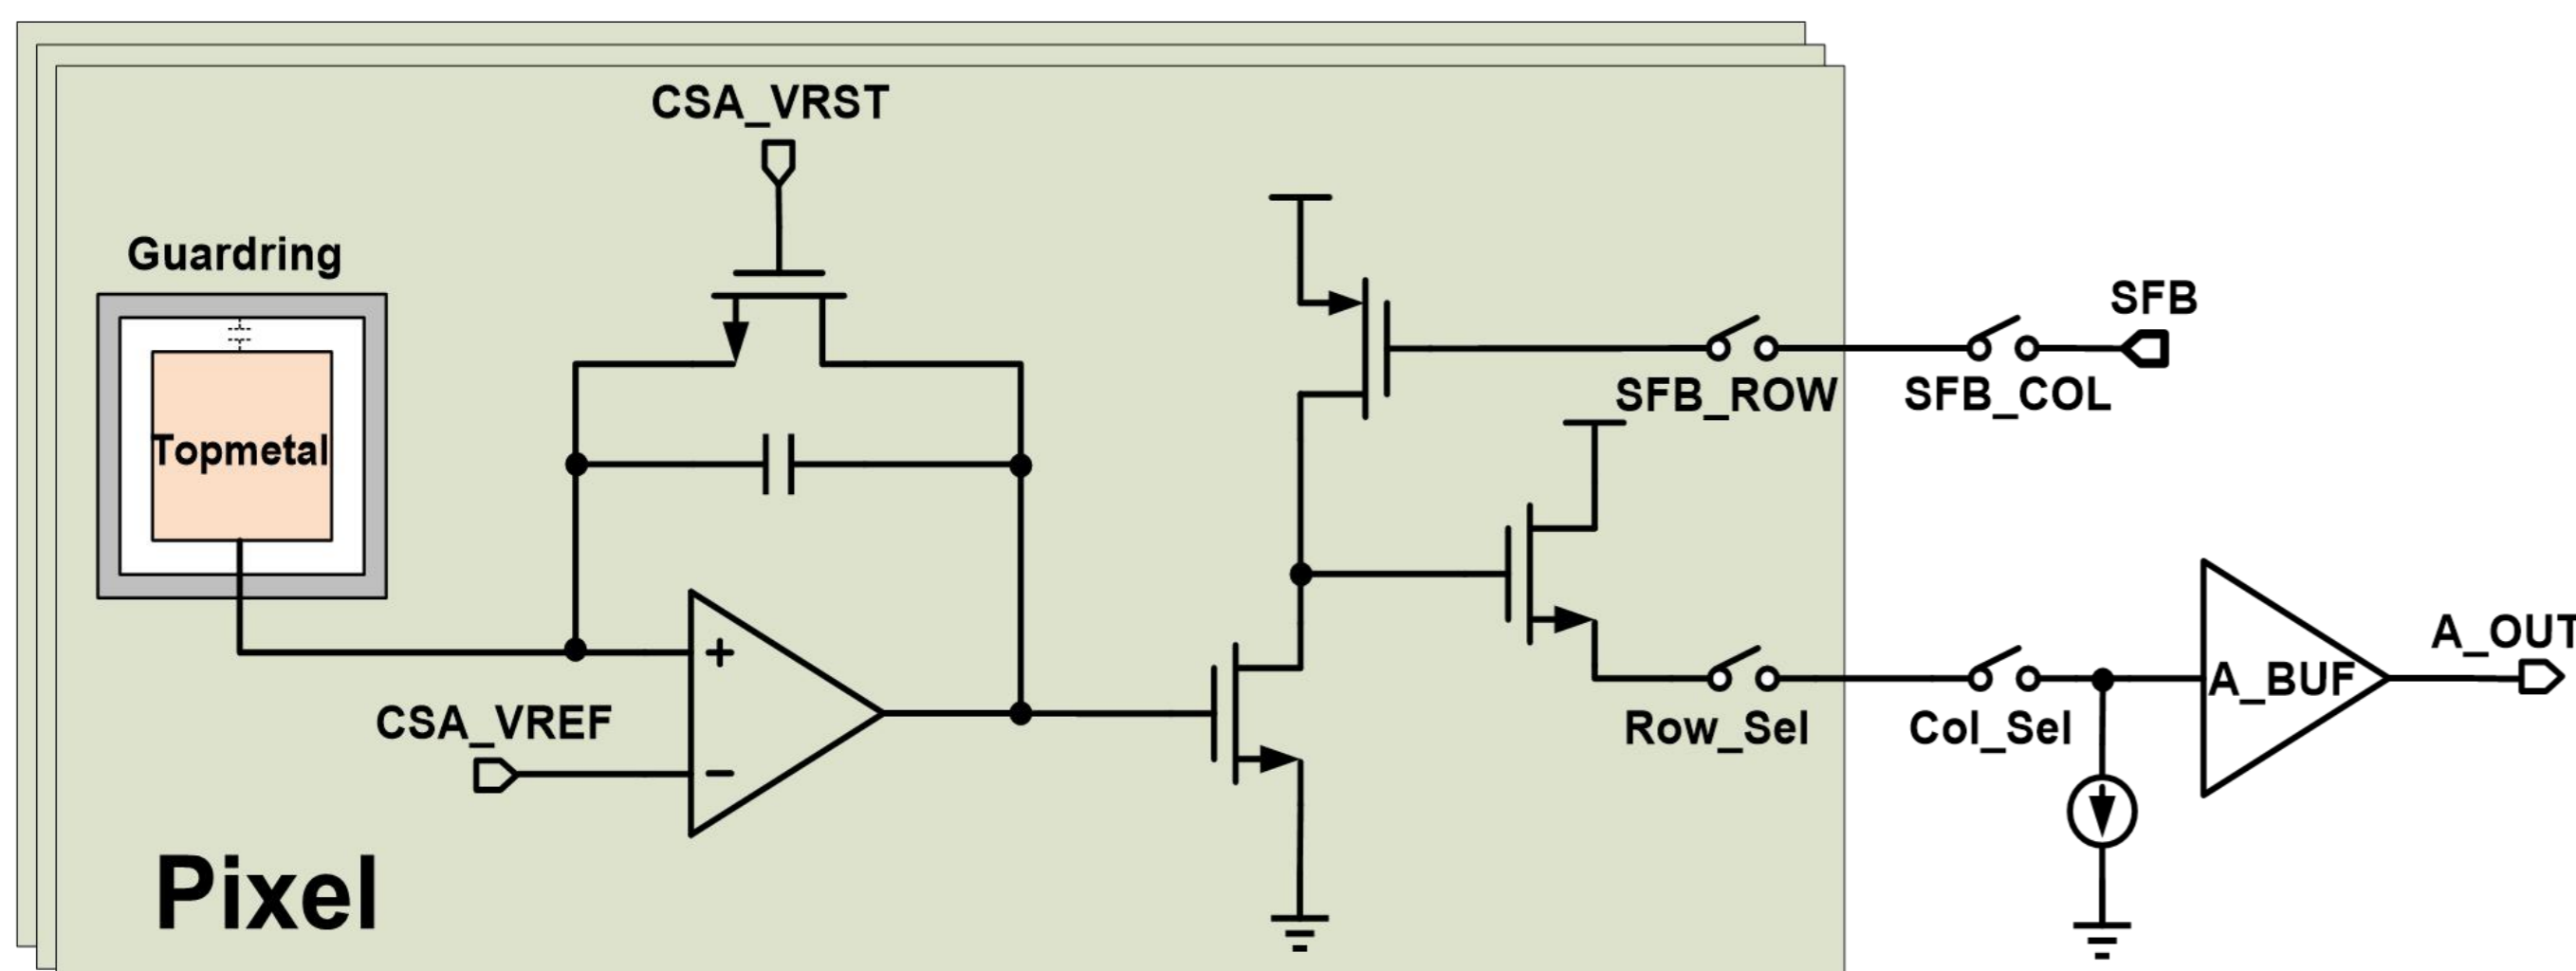 CSA_VRST
Guardring
SFB
SFB_ROW
SFB_COL
Topmetal
+
A_OUT
A_BUF
CSA_VREF
Row_Sel
Col_Sel
−
Pixel